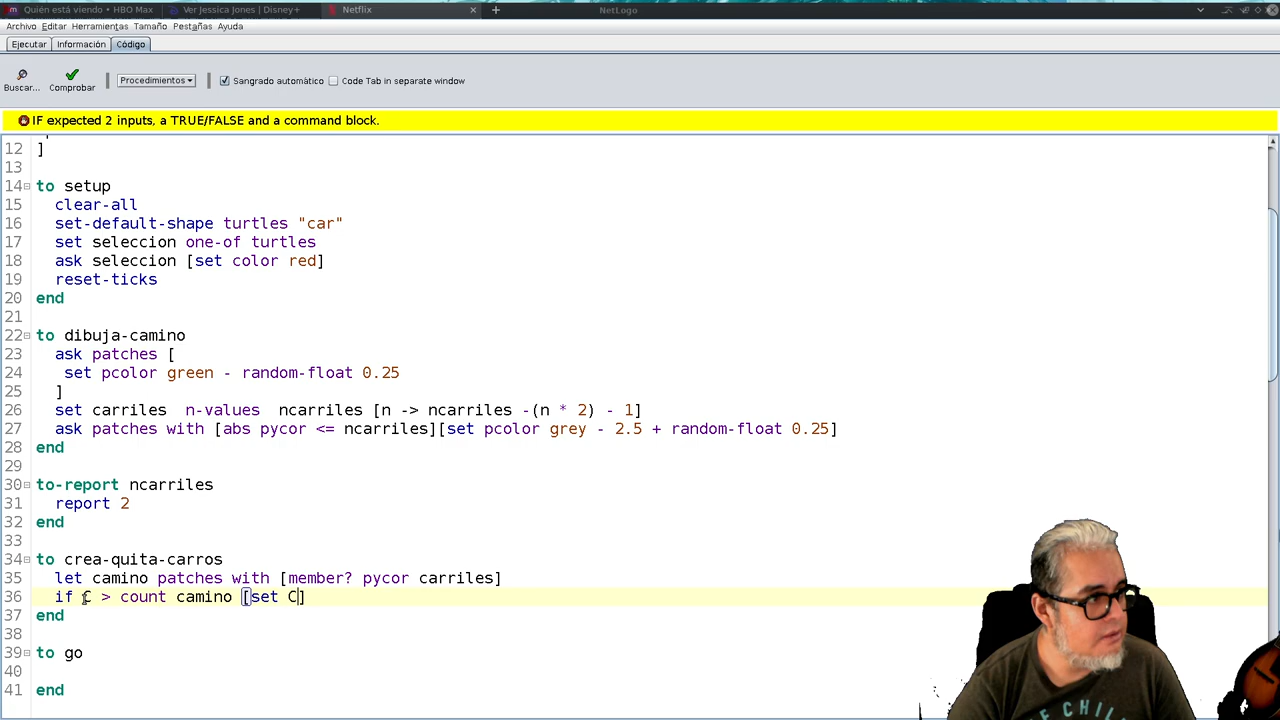 Quién está viendo • HBO Max
Ver Jessica Jones | Disney+
Netflix
NetLogo
Archivo Editar Herramientas Tamaño Pestañas Ayuda
Ejecutar Información Código
Buscar... Comprobar Procedimientos Sangrado automático Code Tab in separate window
IF expected 2 inputs, a TRUE/FALSE and a command block.
12 ]
13
14 to setup
15 clear-all
16 set-default-shape turtles "car"
17 set seleccion one-of turtles
18 ask seleccion [set color red]
19 reset-ticks
20 end
21
22 to dibuja-camino
23 ask patches [
24 set pcolor green - random-float 0.25
25 ]
26 set carriles n-values ncarriles [n -> ncarriles -(n * 2) - 1]
27 ask patches with [abs pycor <= ncarriles][set pcolor grey - 2.5 + random-float 0.25]
28 end
29
30 to-report ncarriles
31 report 2
32 end
33
34 to crea-quita-carros
35 let camino patches with [member? pycor carriles]
36 if C > count camino [set C]
37 end
38
39 to go
40
41 end